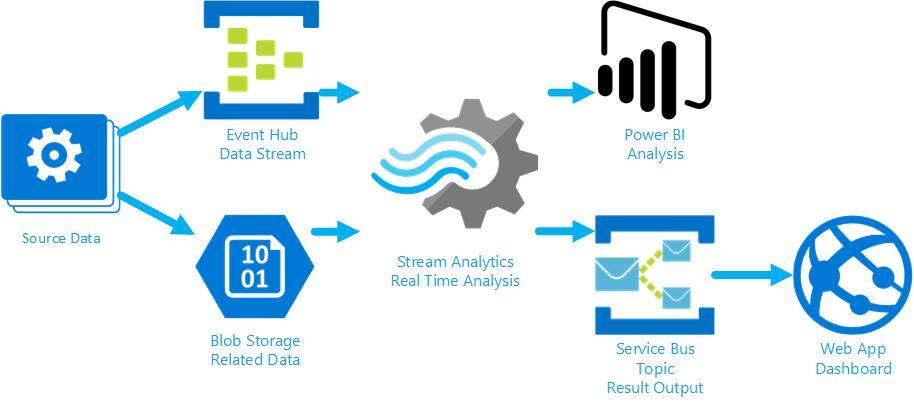 Event Hub
Data Stream
Power BI
Analysis
Source Data
10
01
Stream Analytics
Real Time Analysis
Blob Storage
Related Data
Service Bus
Topic
Result Output
Web App
Dashboard